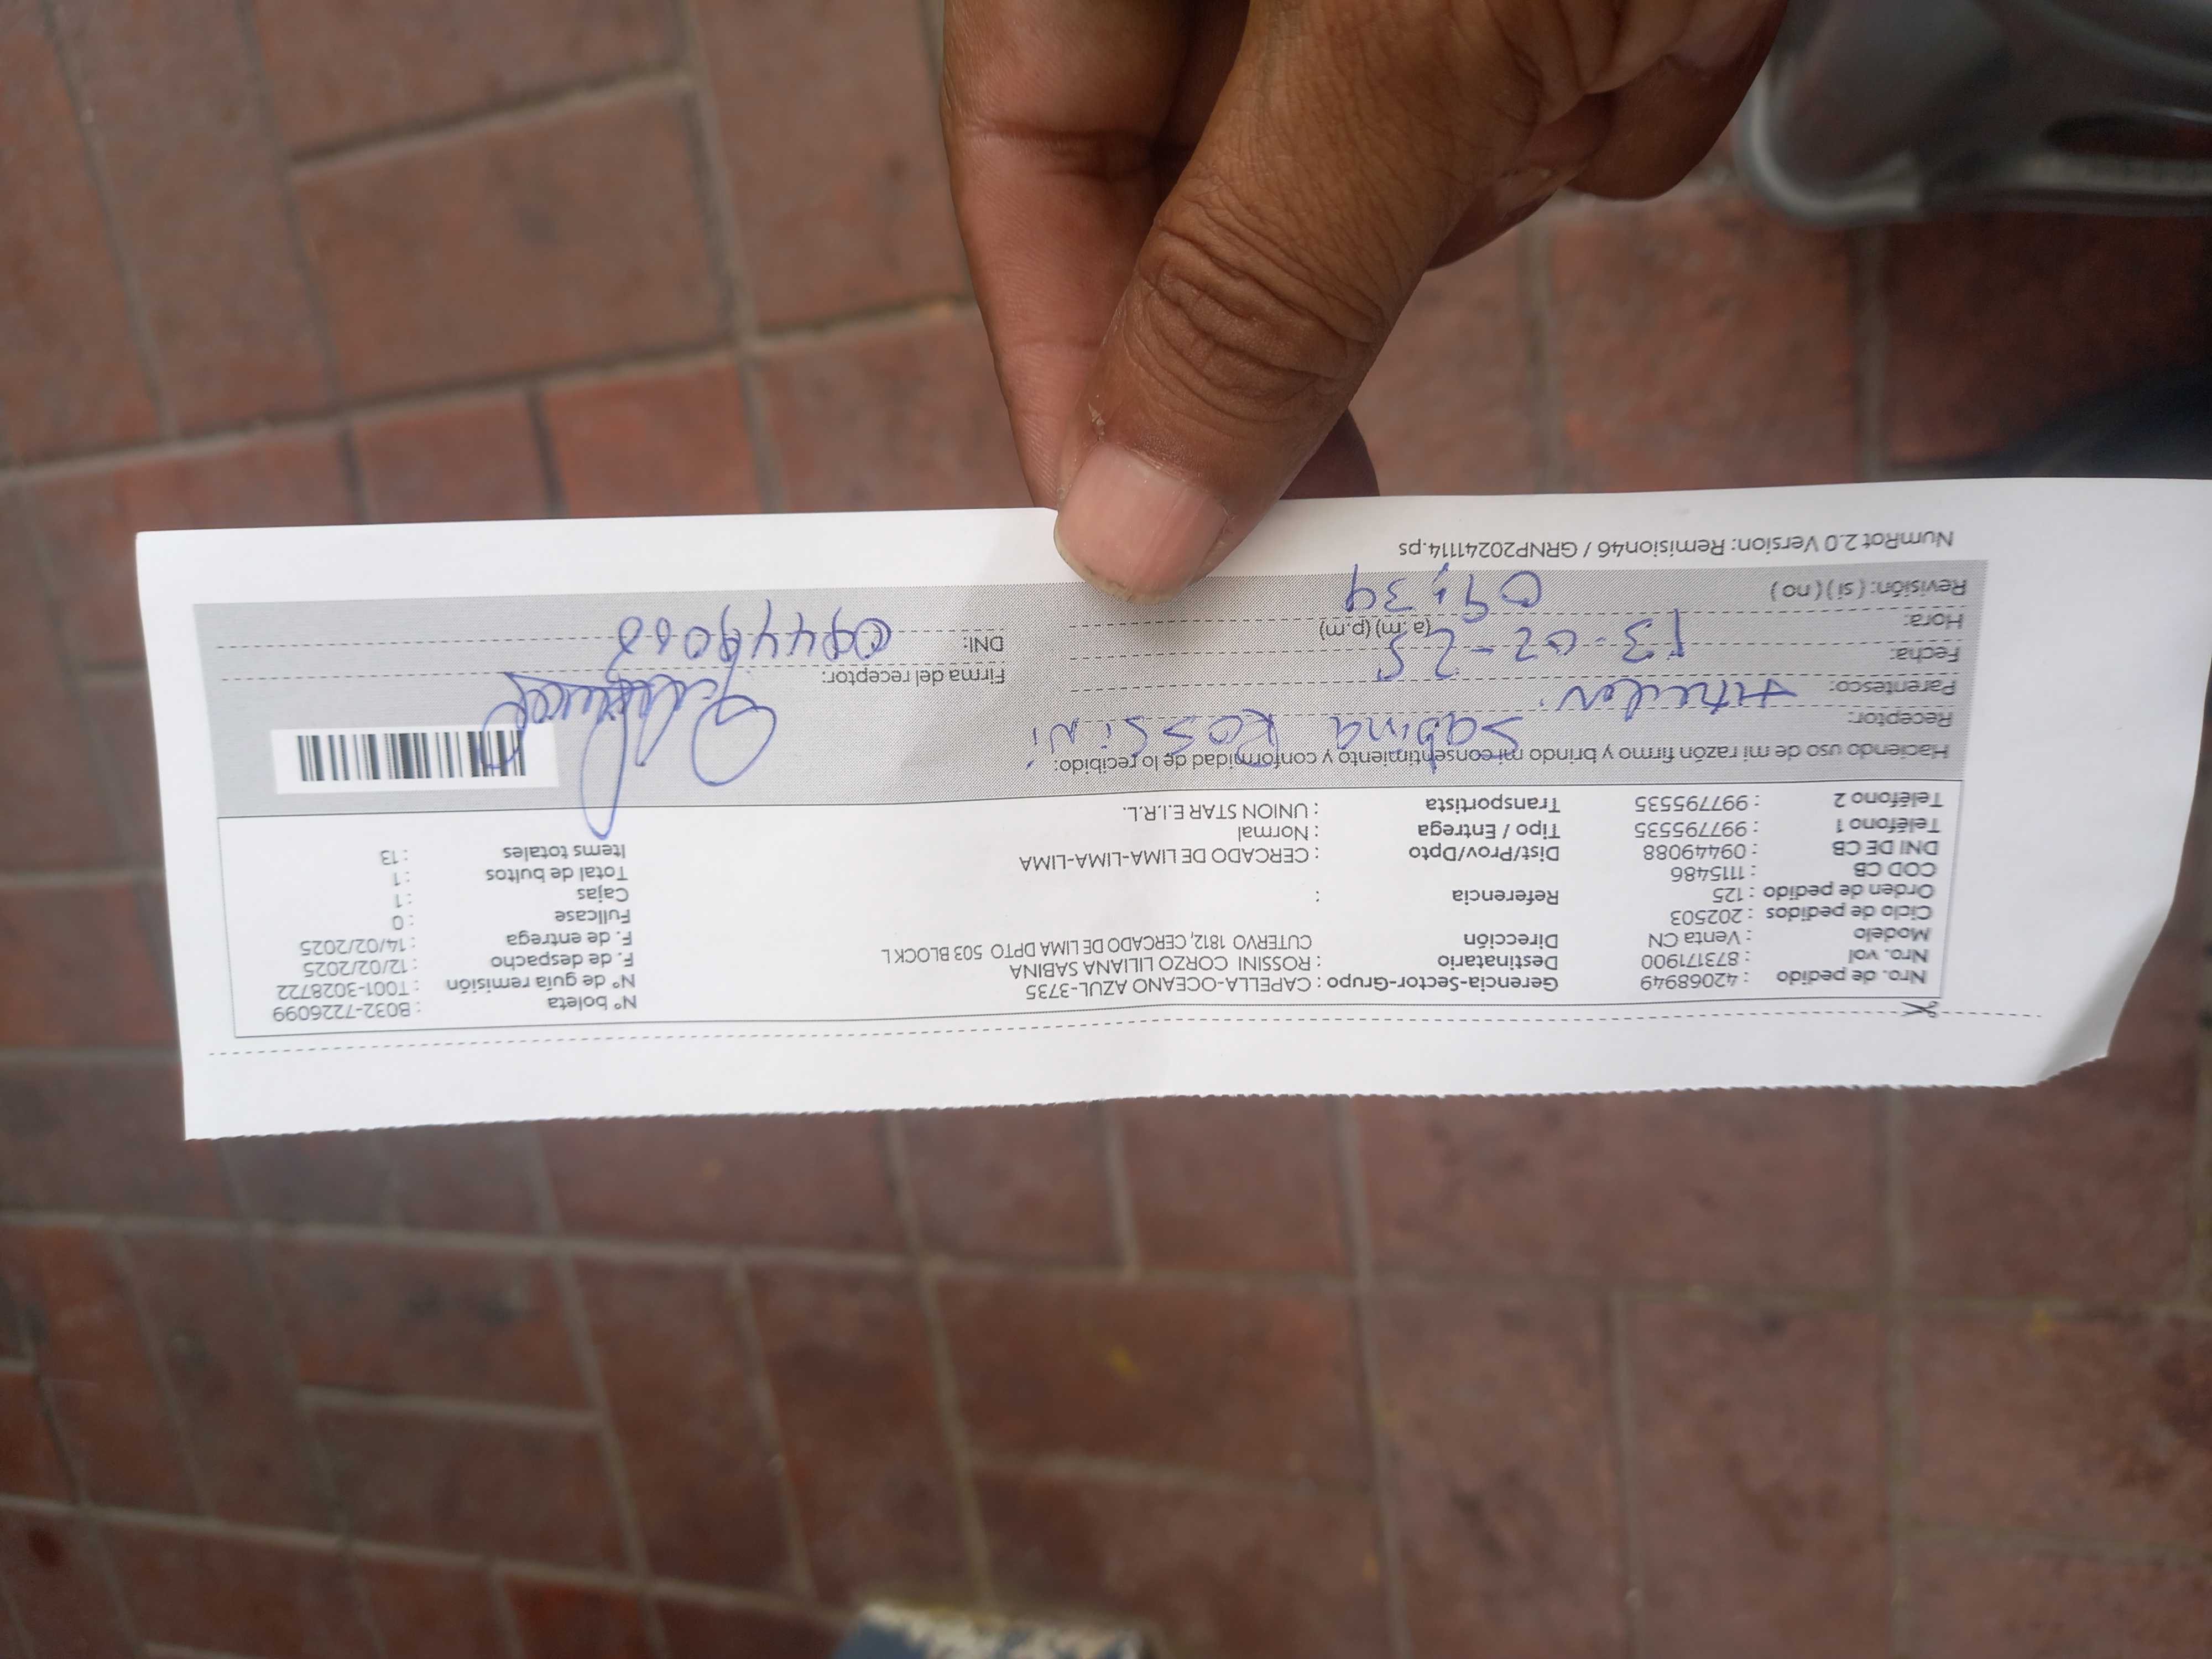 Nro. de pedido : 42068949 Gerencia-Sector-Grupo : CAPELLA-OCEANO AZUL-3735 N° boleta : B032-7226099
Nro. vol : 873171900 Destinatario : ROSSINI CORZO LILIANA SABINA N° de guía remisión : T001-3028722
Modelo : Venta CN Dirección CUTERVO 1812, CERCADO DE LIMA DPTO 503 BLOCK L F. de despacho : 12/02/2025
Ciclo de pedidos : 202503 F. de entrega : 14/02/2025
Orden de pedido : 125 Referencia : Fullcase : 0
COD CB : 1115486 Cajas : 1
DNI DE CB : 09449088 Dist/Prov/Dpto : CERCADO DE LIMA-LIMA-LIMA Total de bultos : 1
Teléfono 1 : 997795535 Tipo / Entrega : Normal Items totales : 13
Teléfono 2 : 997795535 Transportista : UNION STAR E.I.R.L.
Haciendo uso de mi razón firmo y brindo mi consentimiento y conformidad de lo recibido:
Receptor: Sabina Rossini
Parentesco:
Fecha: 13-02-25 Firma del receptor:
Hora: (a.m) (p.m) DNI: 09449088
Revisión: ( si ) ( no )
NumRot 2.0 Version: Remision46 / GRNP20241114.ps